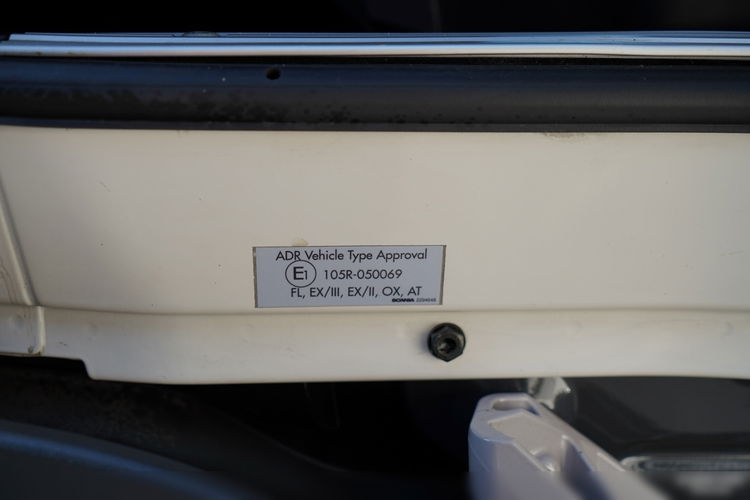 ADR Vehicle Type Approval
E1 105R-050069
FL, EX/III, EX/II, OX, AT
SCANIA